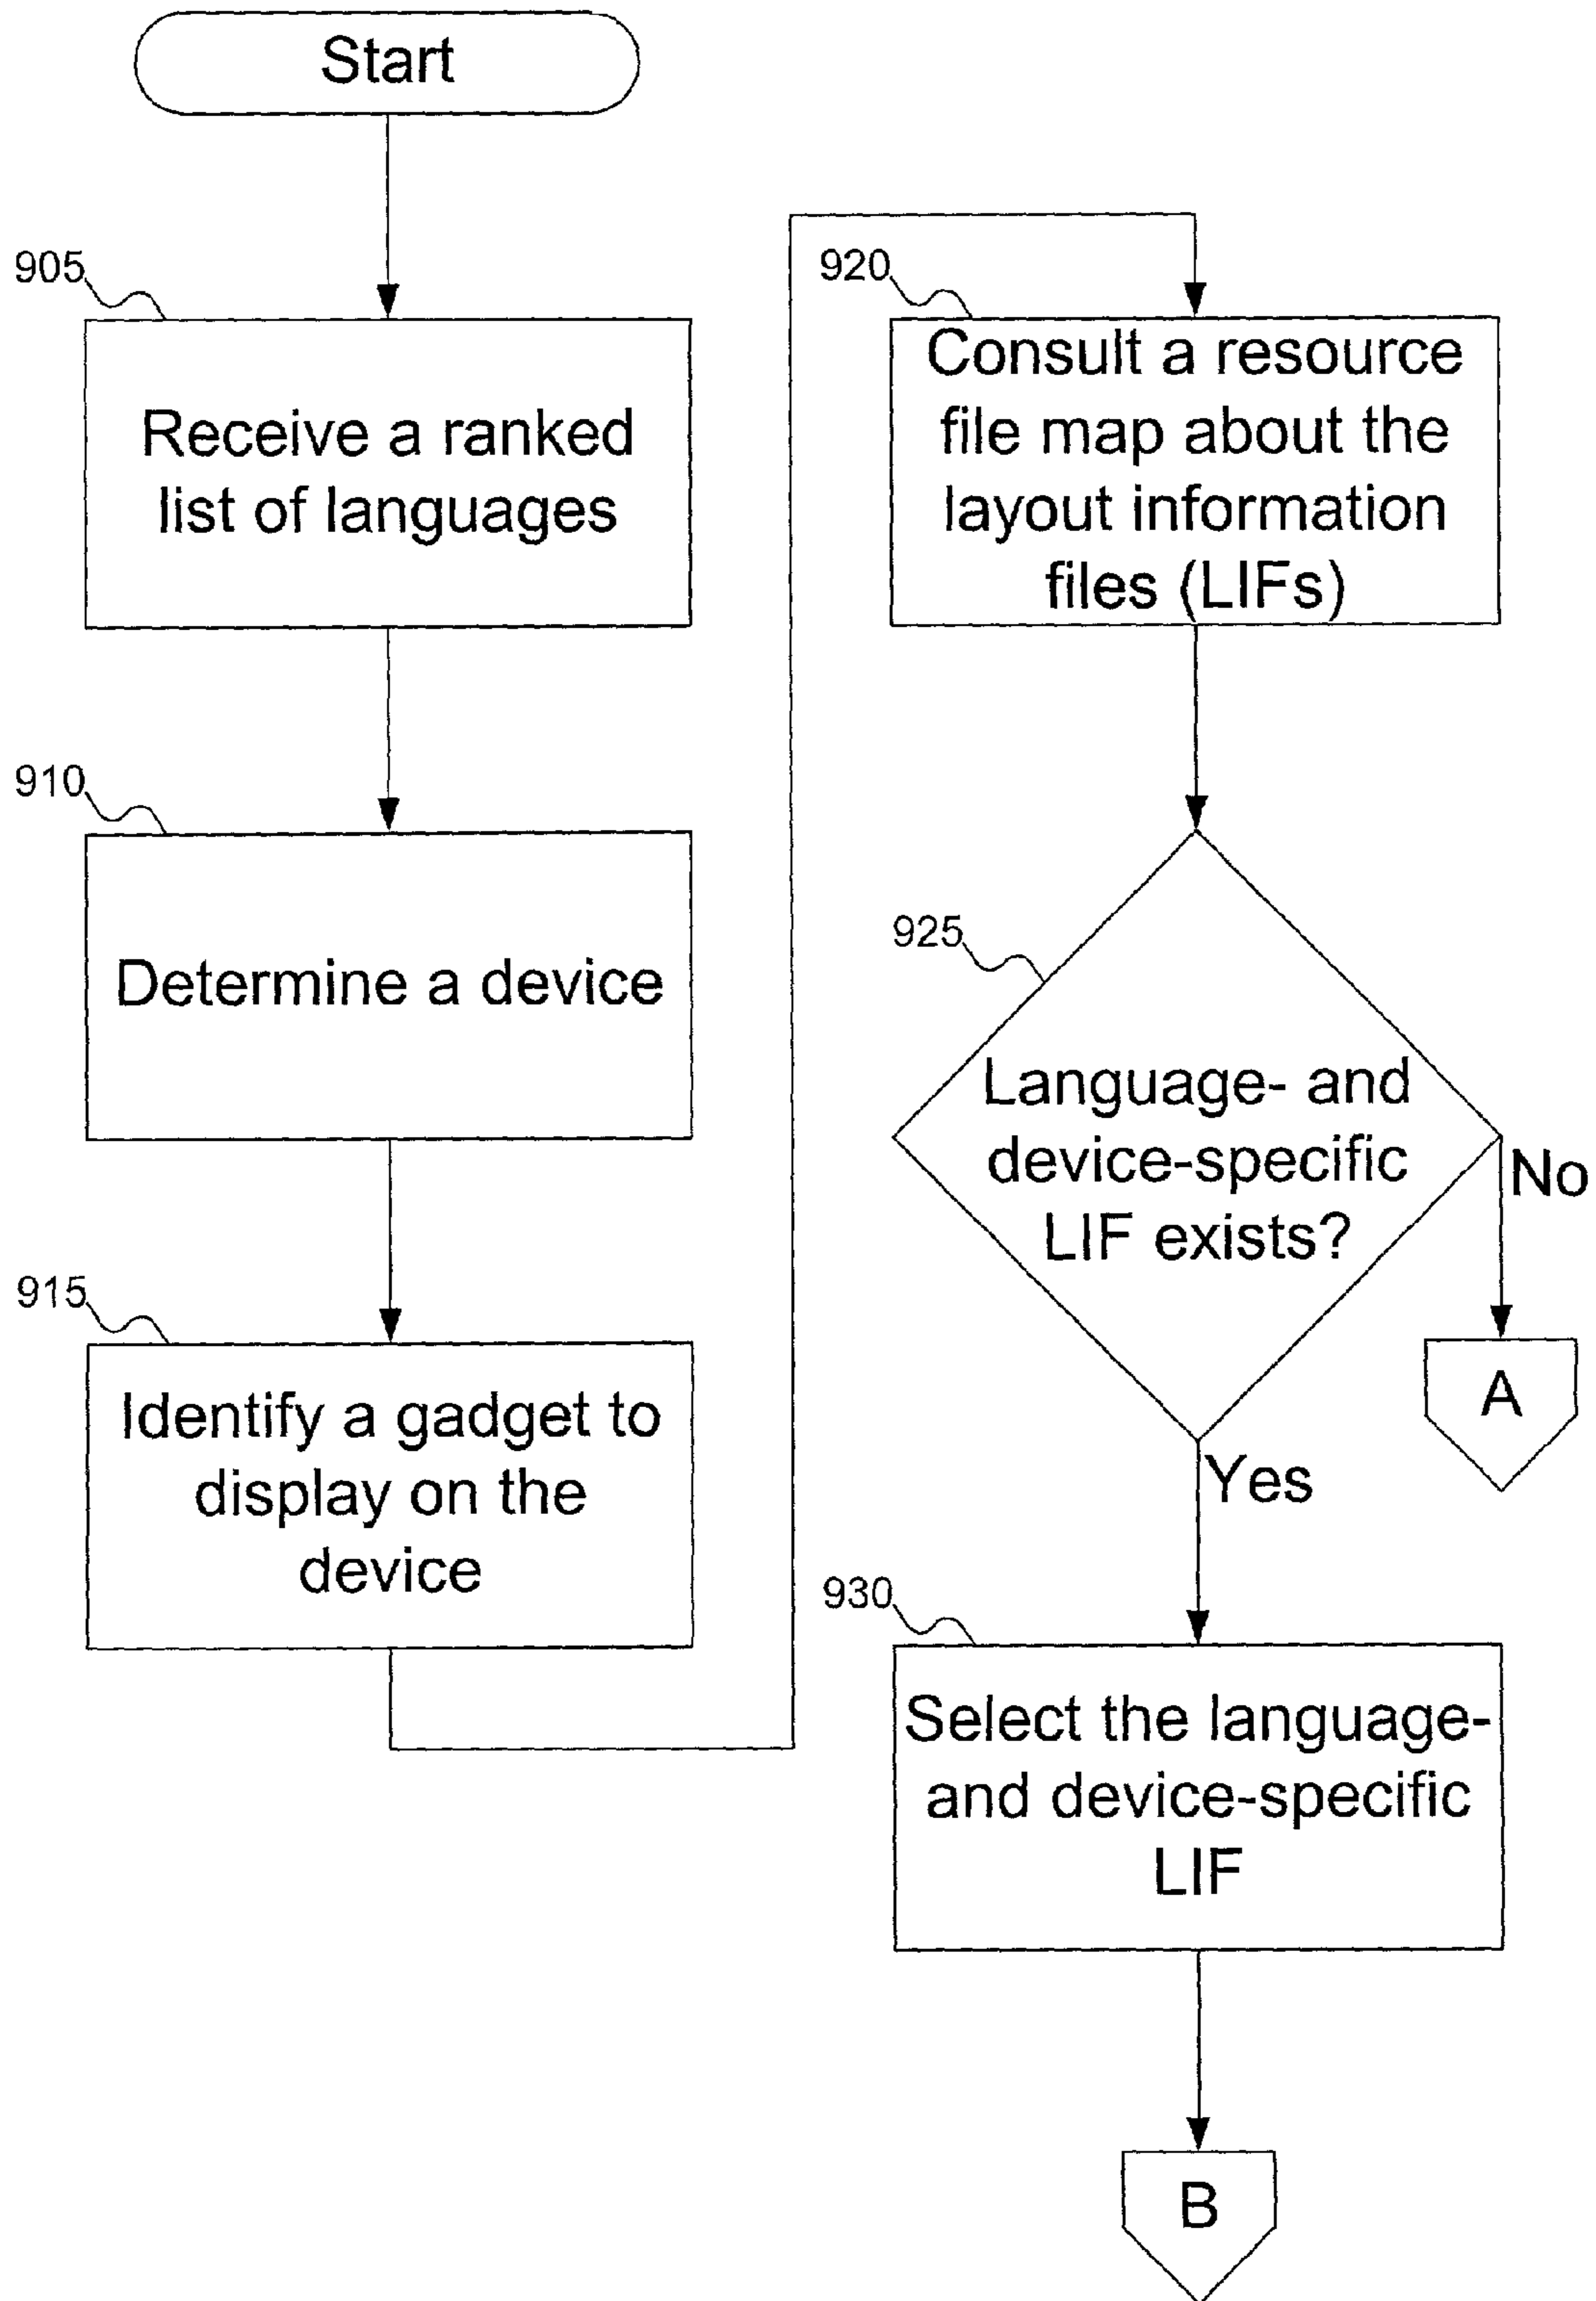 Start
905
Receive a ranked
list of languages
910
Determine a device
915
Identify a gadget to
display on the
device
920
Consult a resource
file map about the
layout information
files (LIFs)
925
Language- and
device-specific
LIF exists?
No
A
Yes
930
Select the language-
and device-specific
LIF
B